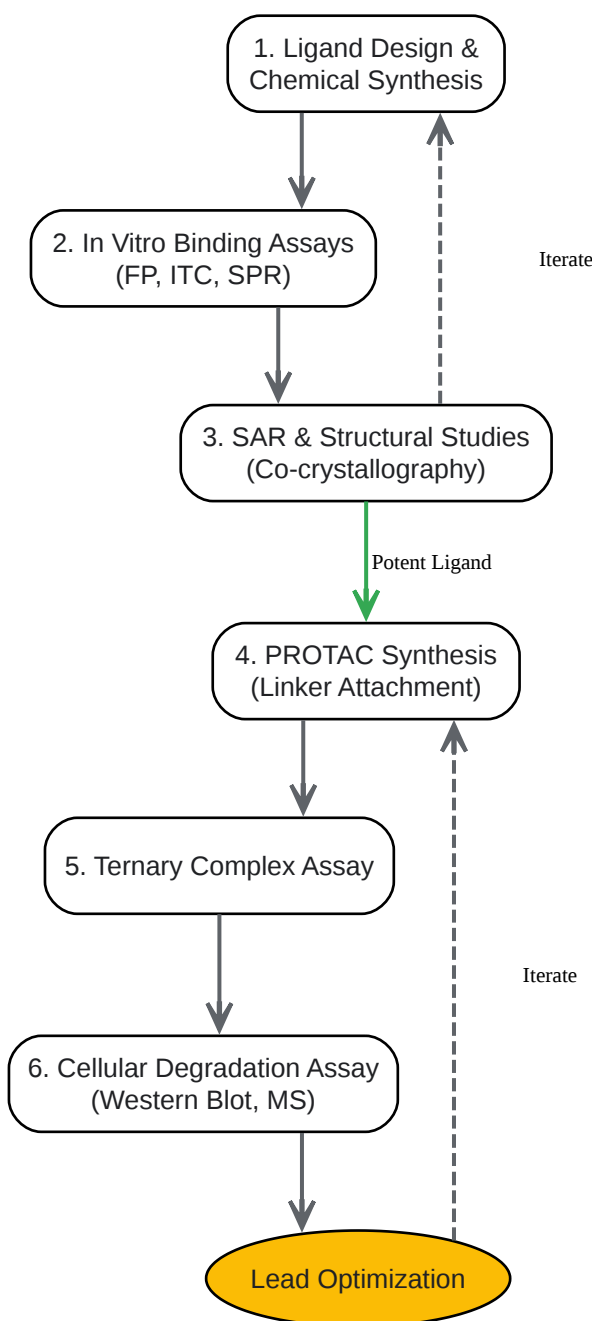 1. Ligand Design &
Chemical Synthesis
2. In Vitro Binding Assays
(FP, ITC, SPR)
Iterate
3. SAR & Structural Studies
(Co-crystallography)
Potent Ligand
4. PROTAC Synthesis
(Linker Attachment)
5. Ternary Complex Assay
Iterate
6. Cellular Degradation Assay
(Western Blot, MS)
Lead Optimization